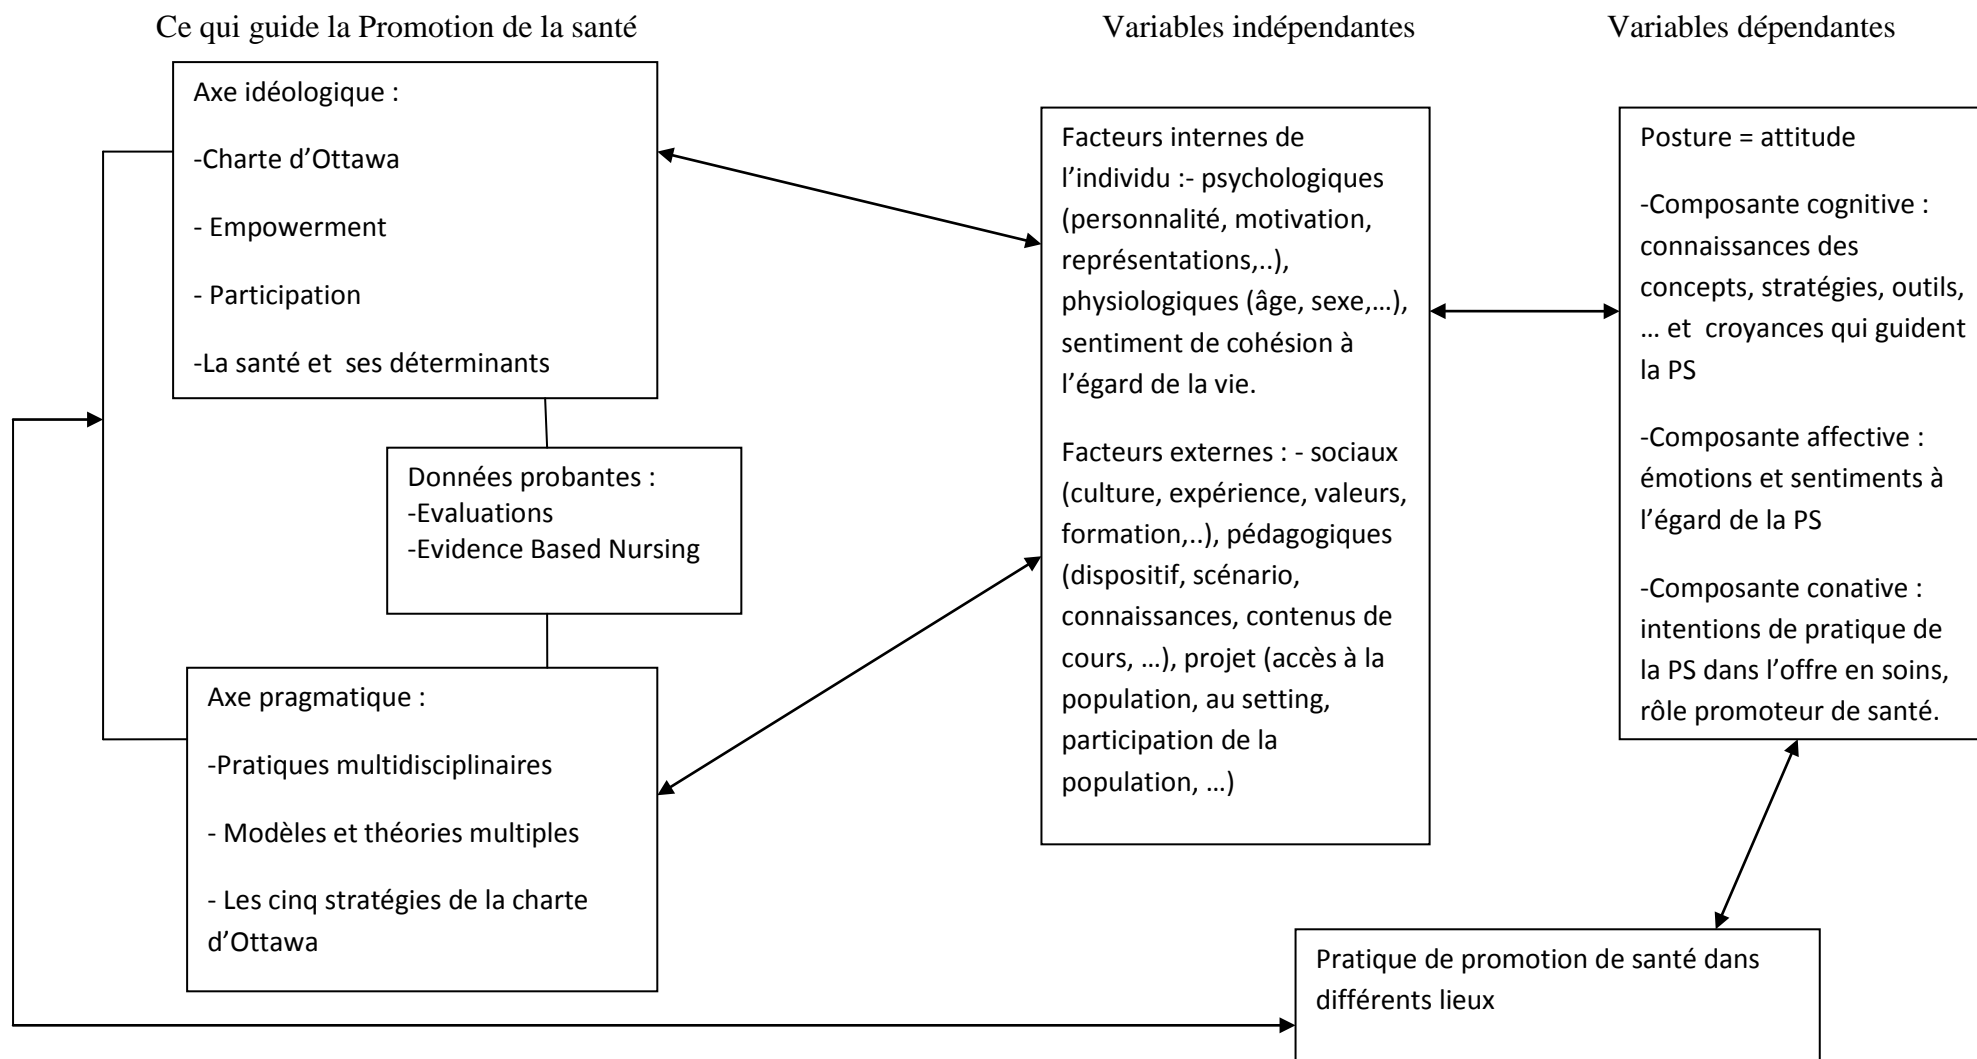 Ce qui guide la Promotion de la santé
Variables indépendantes
Variables dépendantes
Axe idéologique :
-Charte d’Ottawa
- Empowerment
- Participation
-La santé et  ses déterminants
Données probantes :
-Evaluations
-Evidence Based Nursing
Axe pragmatique :
-Pratiques multidisciplinaires
- Modèles et théories multiples
- Les cinq stratégies de la charte
d’Ottawa
Facteurs internes de
l’individu :- psychologiques
(personnalité, motivation,
représentations,..),
physiologiques (âge, sexe,…),
sentiment de cohésion à
l’égard de la vie.
Facteurs externes : - sociaux
(culture, expérience, valeurs,
formation,..), pédagogiques
(dispositif, scénario,
connaissances, contenus de
cours, …), projet (accès à la
population, au setting,
participation de la
population, …)
Posture = attitude
-Composante cognitive :
connaissances des
concepts, stratégies, outils,
… et  croyances qui guident
la PS
-Composante affective :
émotions et sentiments à
l’égard de la PS
-Composante conative :
intentions de pratique de
la PS dans l’offre en soins,
rôle promoteur de santé.
Pratique de promotion de santé dans
différents lieux